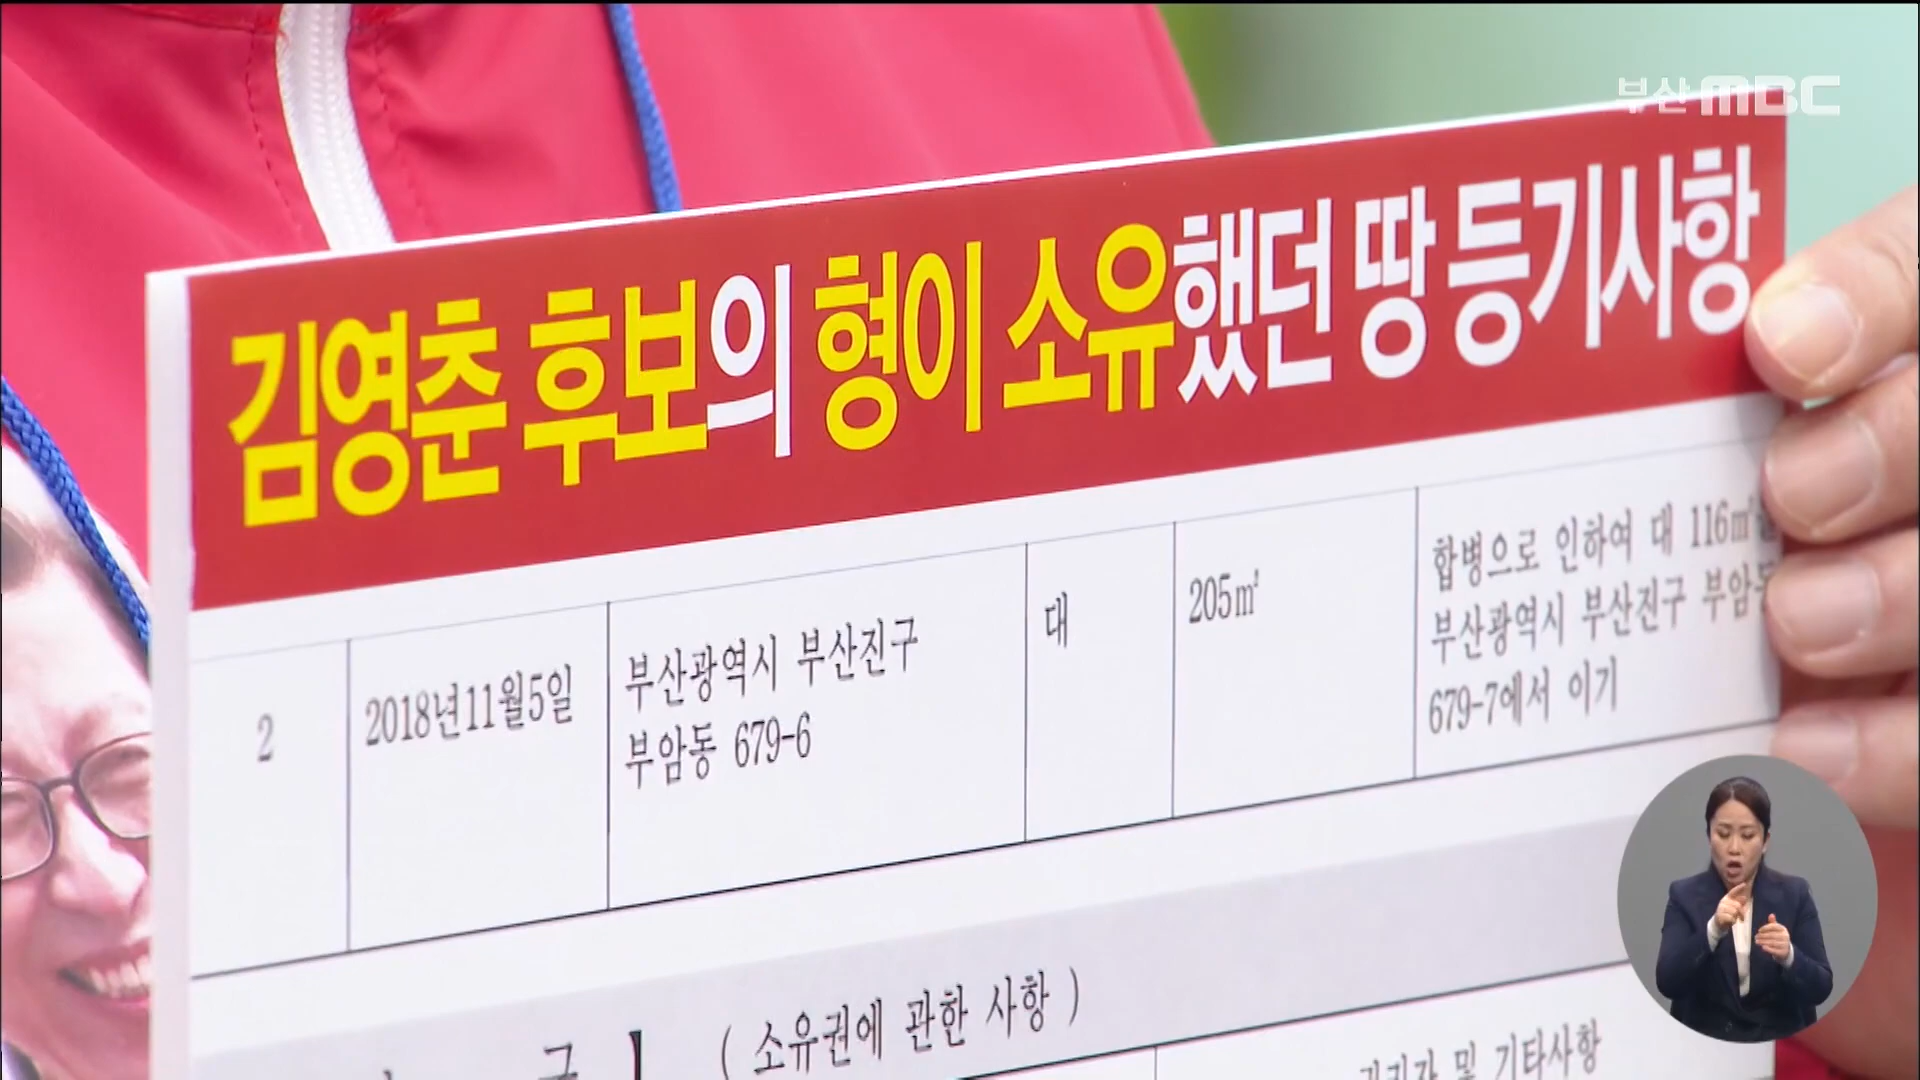 부산 MBC
김영춘 후보의 형이 소유했던 땅 등기사항
2
2018년11월5일
부산광역시 부산진구
부암동 679-6
대
205㎡
합병으로 인하여 대 116㎡
부산광역시 부산진구 부암동
679-7에서 이기
( 소유권에 관한 사항 )
및 기타사항